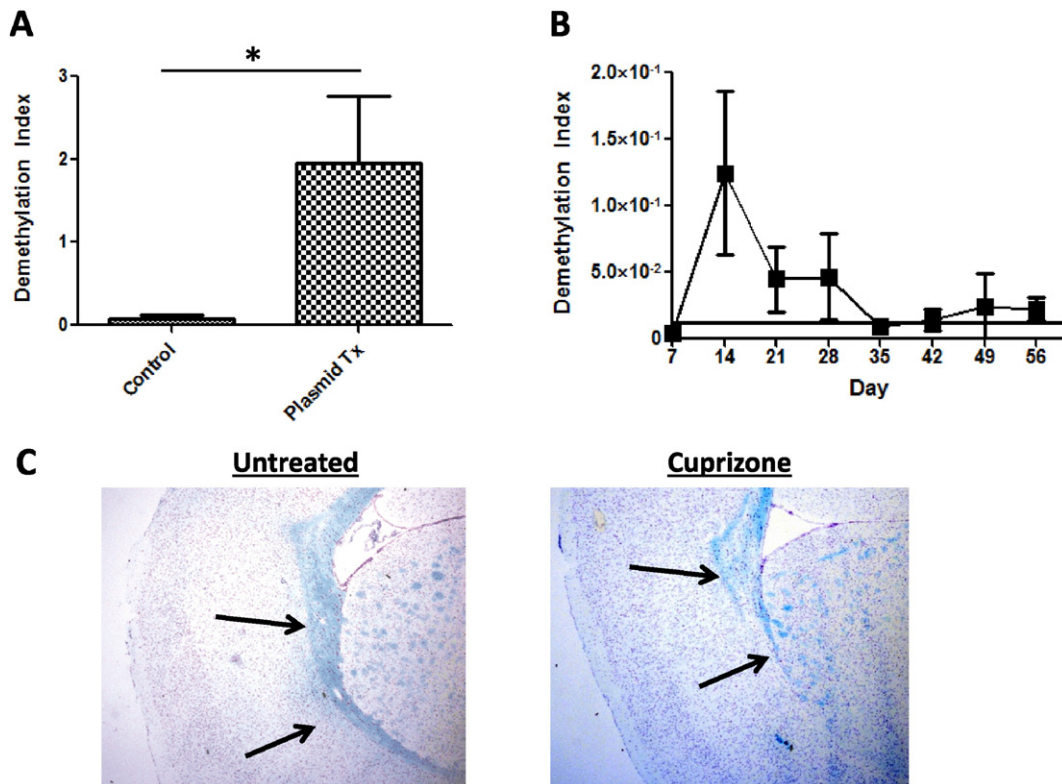 A
*
3
2
1
0
Demethylation Index
Control
Plasmid Tx
B
2.0×10⁻¹
1.5×10⁻¹
1.0×10⁻¹
5.0×10⁻²
0
Demethylation Index
7 14 21 28 35 42 49 56
Day
C
Untreated
Cuprizone